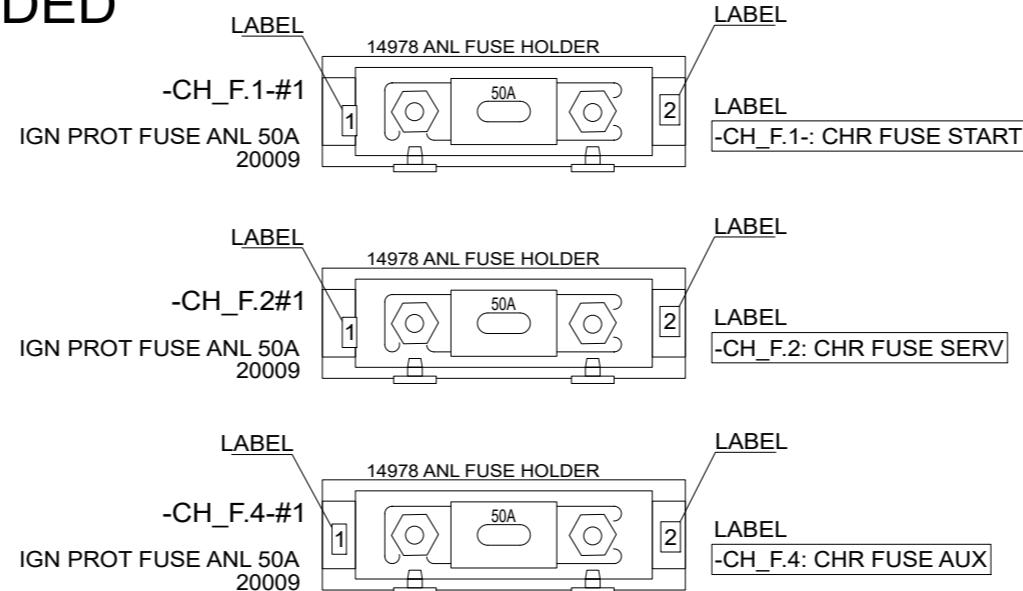 DED
LABEL
LABEL
14978 ANL FUSE HOLDER
-CH_F.1-#1
50A
1
2
LABEL
IGN PROT FUSE ANL 50A
-CH_F.1-: CHR FUSE START
20009
LABEL
LABEL
14978 ANL FUSE HOLDER
-CH_F.2#1
50A
1
2
LABEL
IGN PROT FUSE ANL 50A
-CH_F.2: CHR FUSE SERV
20009
LABEL
LABEL
14978 ANL FUSE HOLDER
-CH_F.4-#1
50A
1
2
LABEL
IGN PROT FUSE ANL 50A
-CH_F.4: CHR FUSE AUX
20009